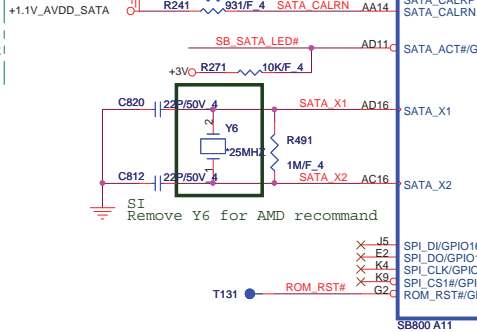 SATA_CALRP
+1.1V_AVDD_SATA R241 931/F_4 SATA_CALRN AA14 SATA_CALRN
SB_SATA_LED# AD11 SATA_ACT#/G
+3V R271 10K/F_4
C820 22P/50V_4 SATA_X1 AD16 SATA_X1
2 Y6
R491
*25MHZ
1 1M/F_4
C812 22P/50V_4 SATA_X2 AC16 SATA_X2
SI
Remove Y6 for AMD recommand
J5 SPI_DI/GPIO16
E2 SPI_DO/GPIO1
K4 SPI_CLK/GPIO
K9 SPI_CS1#/GPI
T131 ROM_RST# G2 ROM_RST#/GI
SB800 A11